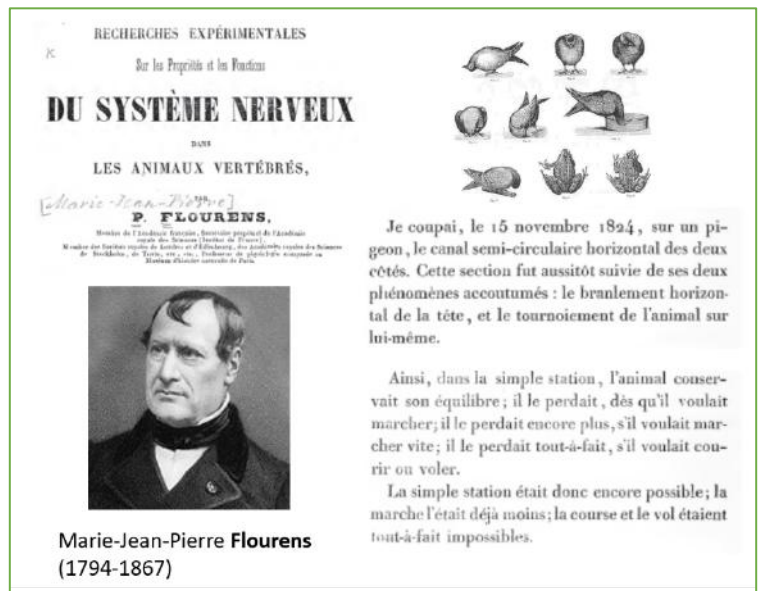 RECHERCHES EXPÉRIMENTALES
Sur les Propriétés et les Fonctions
DU SYSTÈME NERVEUX
DANS
LES ANIMAUX VERTÉBRÉS,
[Marie-Jean-Pierre]
P. FLOURENS,
Marie-Jean-Pierre Flourens
(1794-1867)
Je coupai, le 15 novembre 1824, sur un pi-
geon, le canal semi-circulaire horizontal des deux
côtés. Cette section fut aussitôt suivie de ses deux
phénomènes accoutumés : le branlement horizon-
tal de la tête, et le tournoiement de l'animal sur
lui-même.
Ainsi, dans la simple station, l'animal conser-
vait son équilibre ; il le perdait, dès qu'il voulait
marcher; il le perdait encore plus, s'il voulait mar-
cher vite ; il le perdait tout-à-fait, s'il voulait cou-
rir ou voler.
La simple station était donc encore possible ; la
marche l'était déjà moins ; la course et le vol étaient
tout-à-fait impossibles.